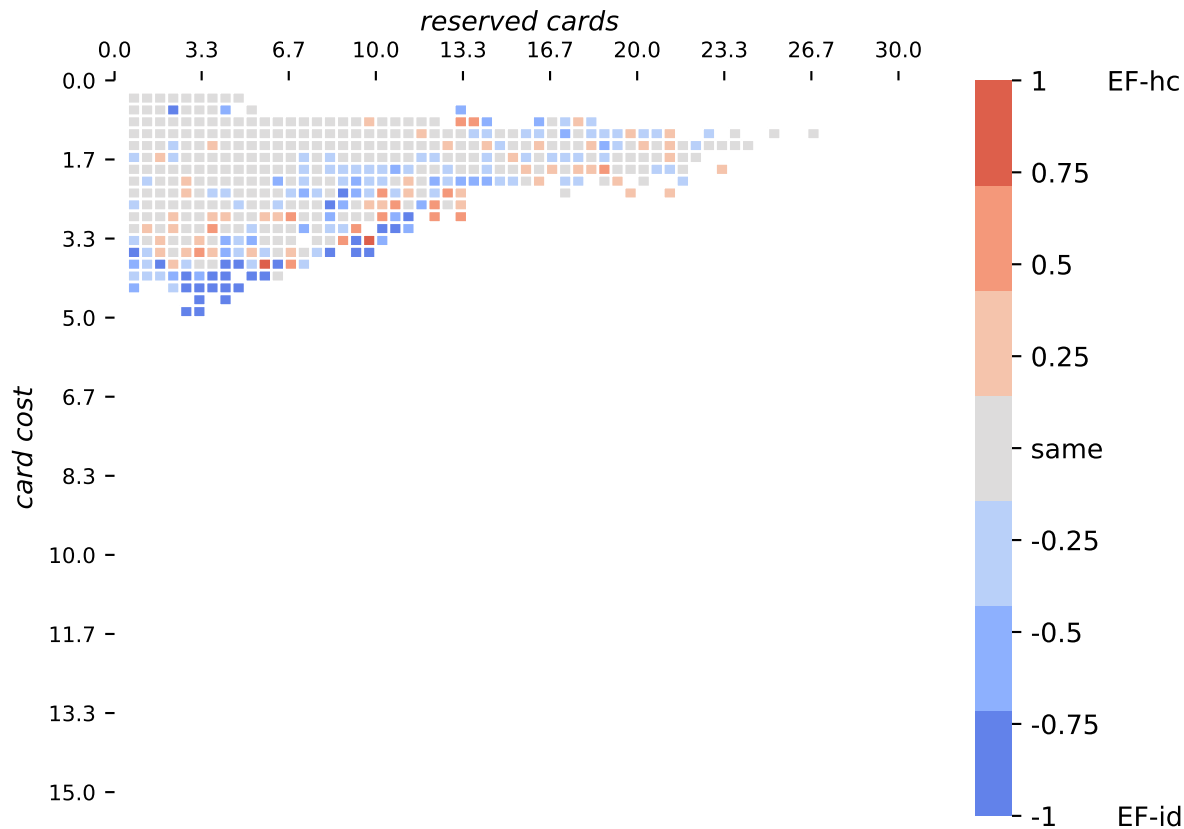 reserved cards
0.0 3.3 6.7 10.0 13.3 16.7 20.0 23.3 26.7 30.0
0.0
1.7
3.3
5.0
6.7
8.3
10.0
11.7
13.3
15.0
card cost
1 EF-hc
0.75
0.5
0.25
same
-0.25
-0.5
-0.75
-1 EF-id